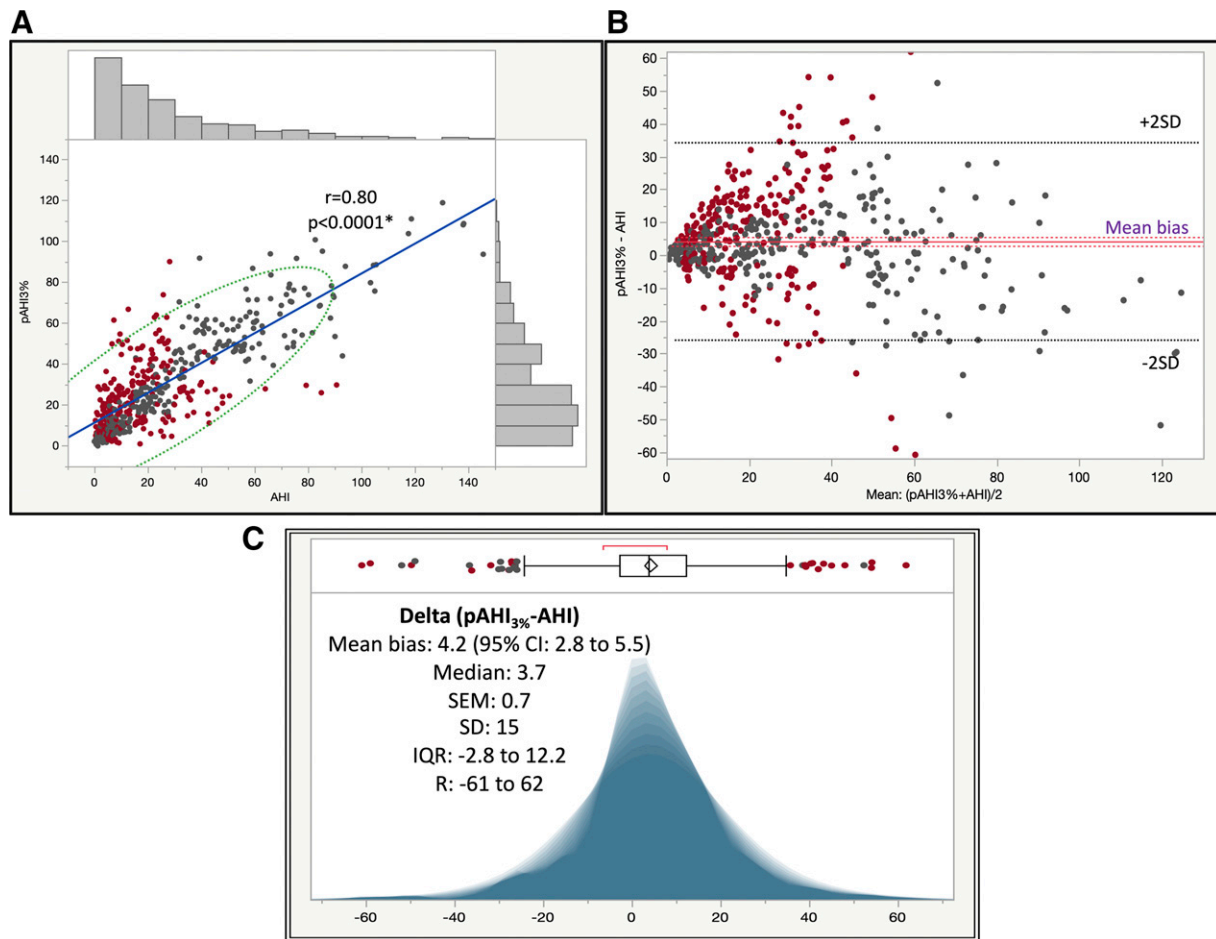 A
140
120
100
80
60
40
20
0
pAHI3%
r=0.80
p<0.0001*
0 20 40 60 80 100 120 140
AHI
B
60
50
40
30
20
10
0
-10
-20
-30
-40
-50
-60
pAHI3% - AHI
+2SD
Mean bias
-2SD
0 20 40 60 80 100 120
Mean: (pAHI3%+AHI)/2
C
Delta (pAHI3%-AHI)
Mean bias: 4.2 (95% CI: 2.8 to 5.5)
Median: 3.7
SEM: 0.7
SD: 15
IQR: -2.8 to 12.2
R: -61 to 62
-60 -40 -20 0 20 40 60